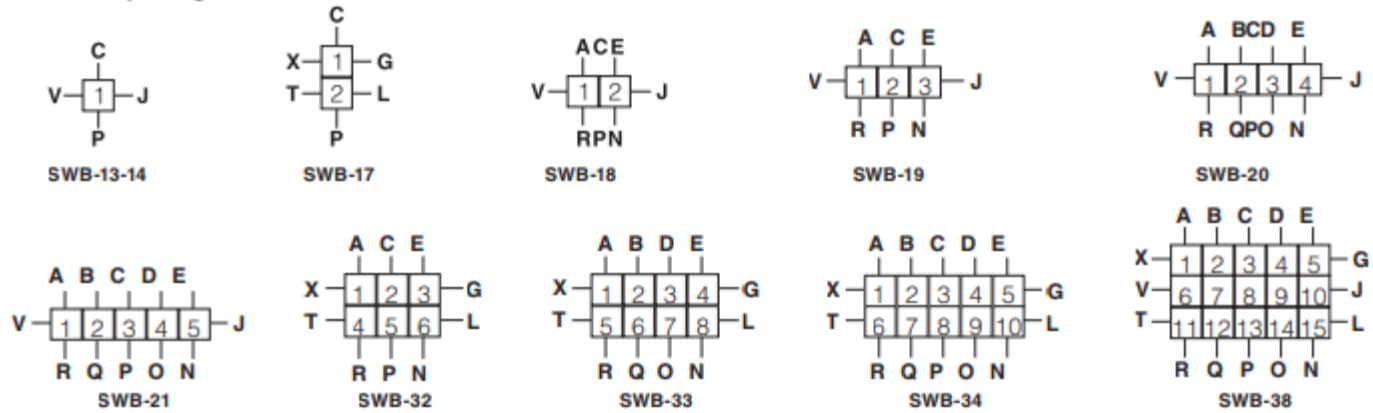 C
V 1 J
P
SWB-13-14
C
X 1 G
T 2 L
P
SWB-17
A C E
V 1 2 J
R P N
SWB-18
A C E
V 1 2 3 J
R P N
SWB-19
A B C D E
V 1 2 3 4 J
R Q P O N
SWB-20
A B C D E
V 1 2 3 4 5 J
R Q P O N
SWB-21
A C E
X 1 2 3 G
T 4 5 6 L
R P N
SWB-32
A B D E
X 1 2 3 4 G
T 5 6 7 8 L
R Q O N
SWB-33
A B C D E
X 1 2 3 4 5 G
T 6 7 8 9 10 L
R Q P O N
SWB-34
A B C D E
X 1 2 3 4 5 G
V 6 7 8 9 10 J
T 11 12 13 14 15 L
R Q P O N
SWB-38